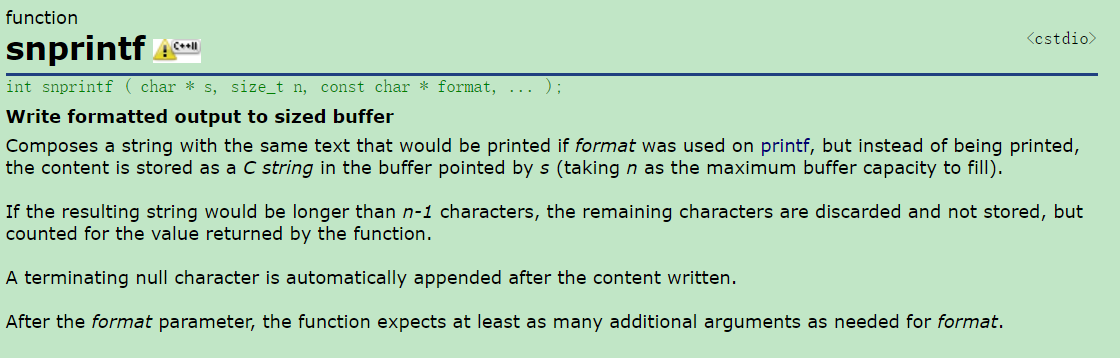 function
snprintf C++11
<cstdio>
int snprintf ( char * s, size_t n, const char * format, ... );
Write formatted output to sized buffer
Composes a string with the same text that would be printed if format was used on printf, but instead of being printed,
the content is stored as a C string in the buffer pointed by s (taking n as the maximum buffer capacity to fill).
If the resulting string would be longer than n-1 characters, the remaining characters are discarded and not stored, but
counted for the value returned by the function.
A terminating null character is automatically appended after the content written.
After the format parameter, the function expects at least as many additional arguments as needed for format.